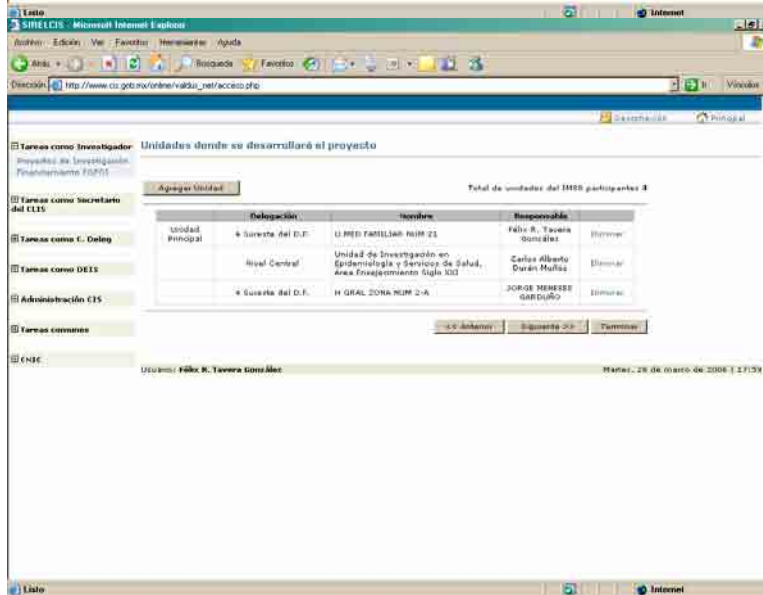 Listo
Internet
SIRELCIS - Microsoft Internet Explorer
Archivo Edición Ver Favoritos Herramientas Ayuda
Atrás Búsqueda Favoritos
Dirección http://www.cis.gob.mx/online/valdus_net/acceso.php Ir Vínculos
Desconexión Principal
Tareas como Investigador
Proyectos de Investigación
Financiamiento FOFOI
Tareas como Secretario
del CLIS
Tareas como C. Deleg
Tareas como DEIS
Administración CIS
Tareas comunes
CNIC
Unidades donde se desarrollará el proyecto
Agregar Unidad
Total de unidades del IMSS participantes 3
Delegación Nombre Responsable
Unidad
Principal
4 Sureste del D.F.
U MED FAMILIAR NUM 21
Félix R. Tavera
González
Eliminar
Nivel Central
Unidad de Investigación en
Epidemiología y Servicios de Salud,
Área Envejecimiento Siglo XXI
Carlos Alberto
Durán Muñoz
Eliminar
4 Sureste del D.F.
H GRAL ZONA NUM 2-A
JORGE MENESES
GARDUÑO
Eliminar
<< Anterior Siguiente >> Terminar
Usuario: Félix R. Tavera González
Martes, 28 de marzo de 2006 | 17:59
Listo
Internet